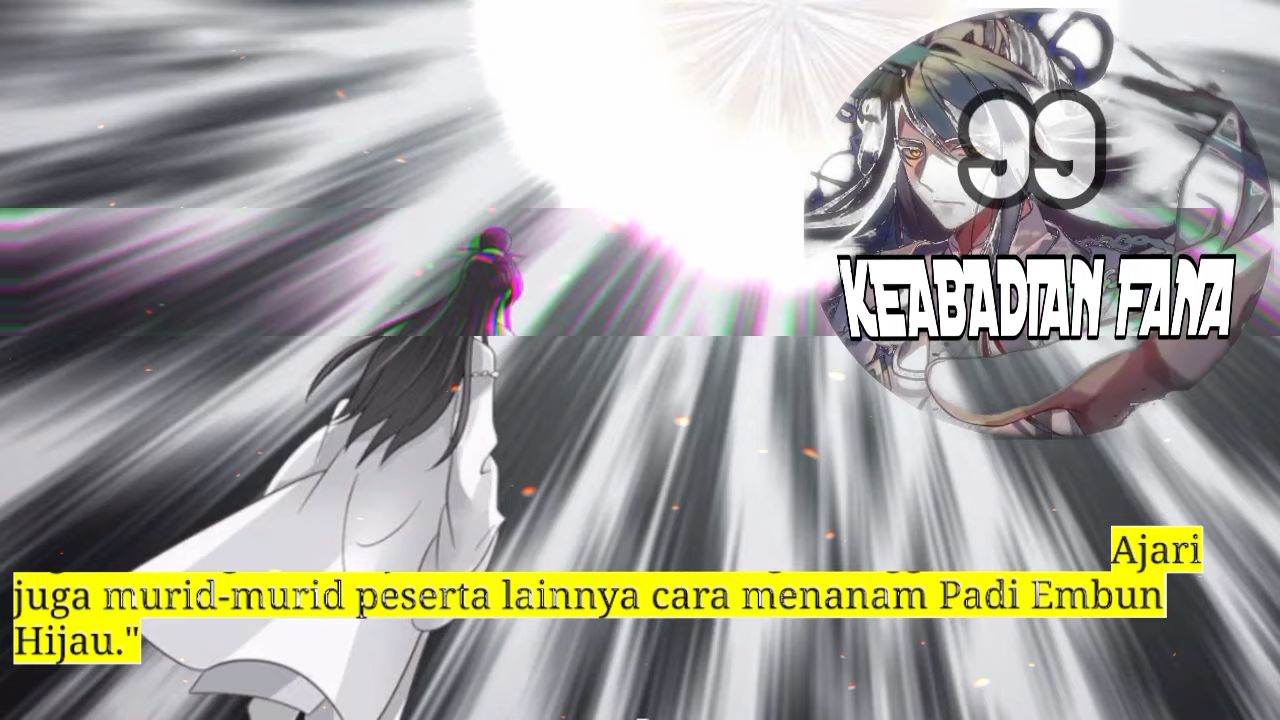 99
KEABADIAN FANA
Ajari
juga murid-murid peserta lainnya cara menanam Padi Embun
Hijau."